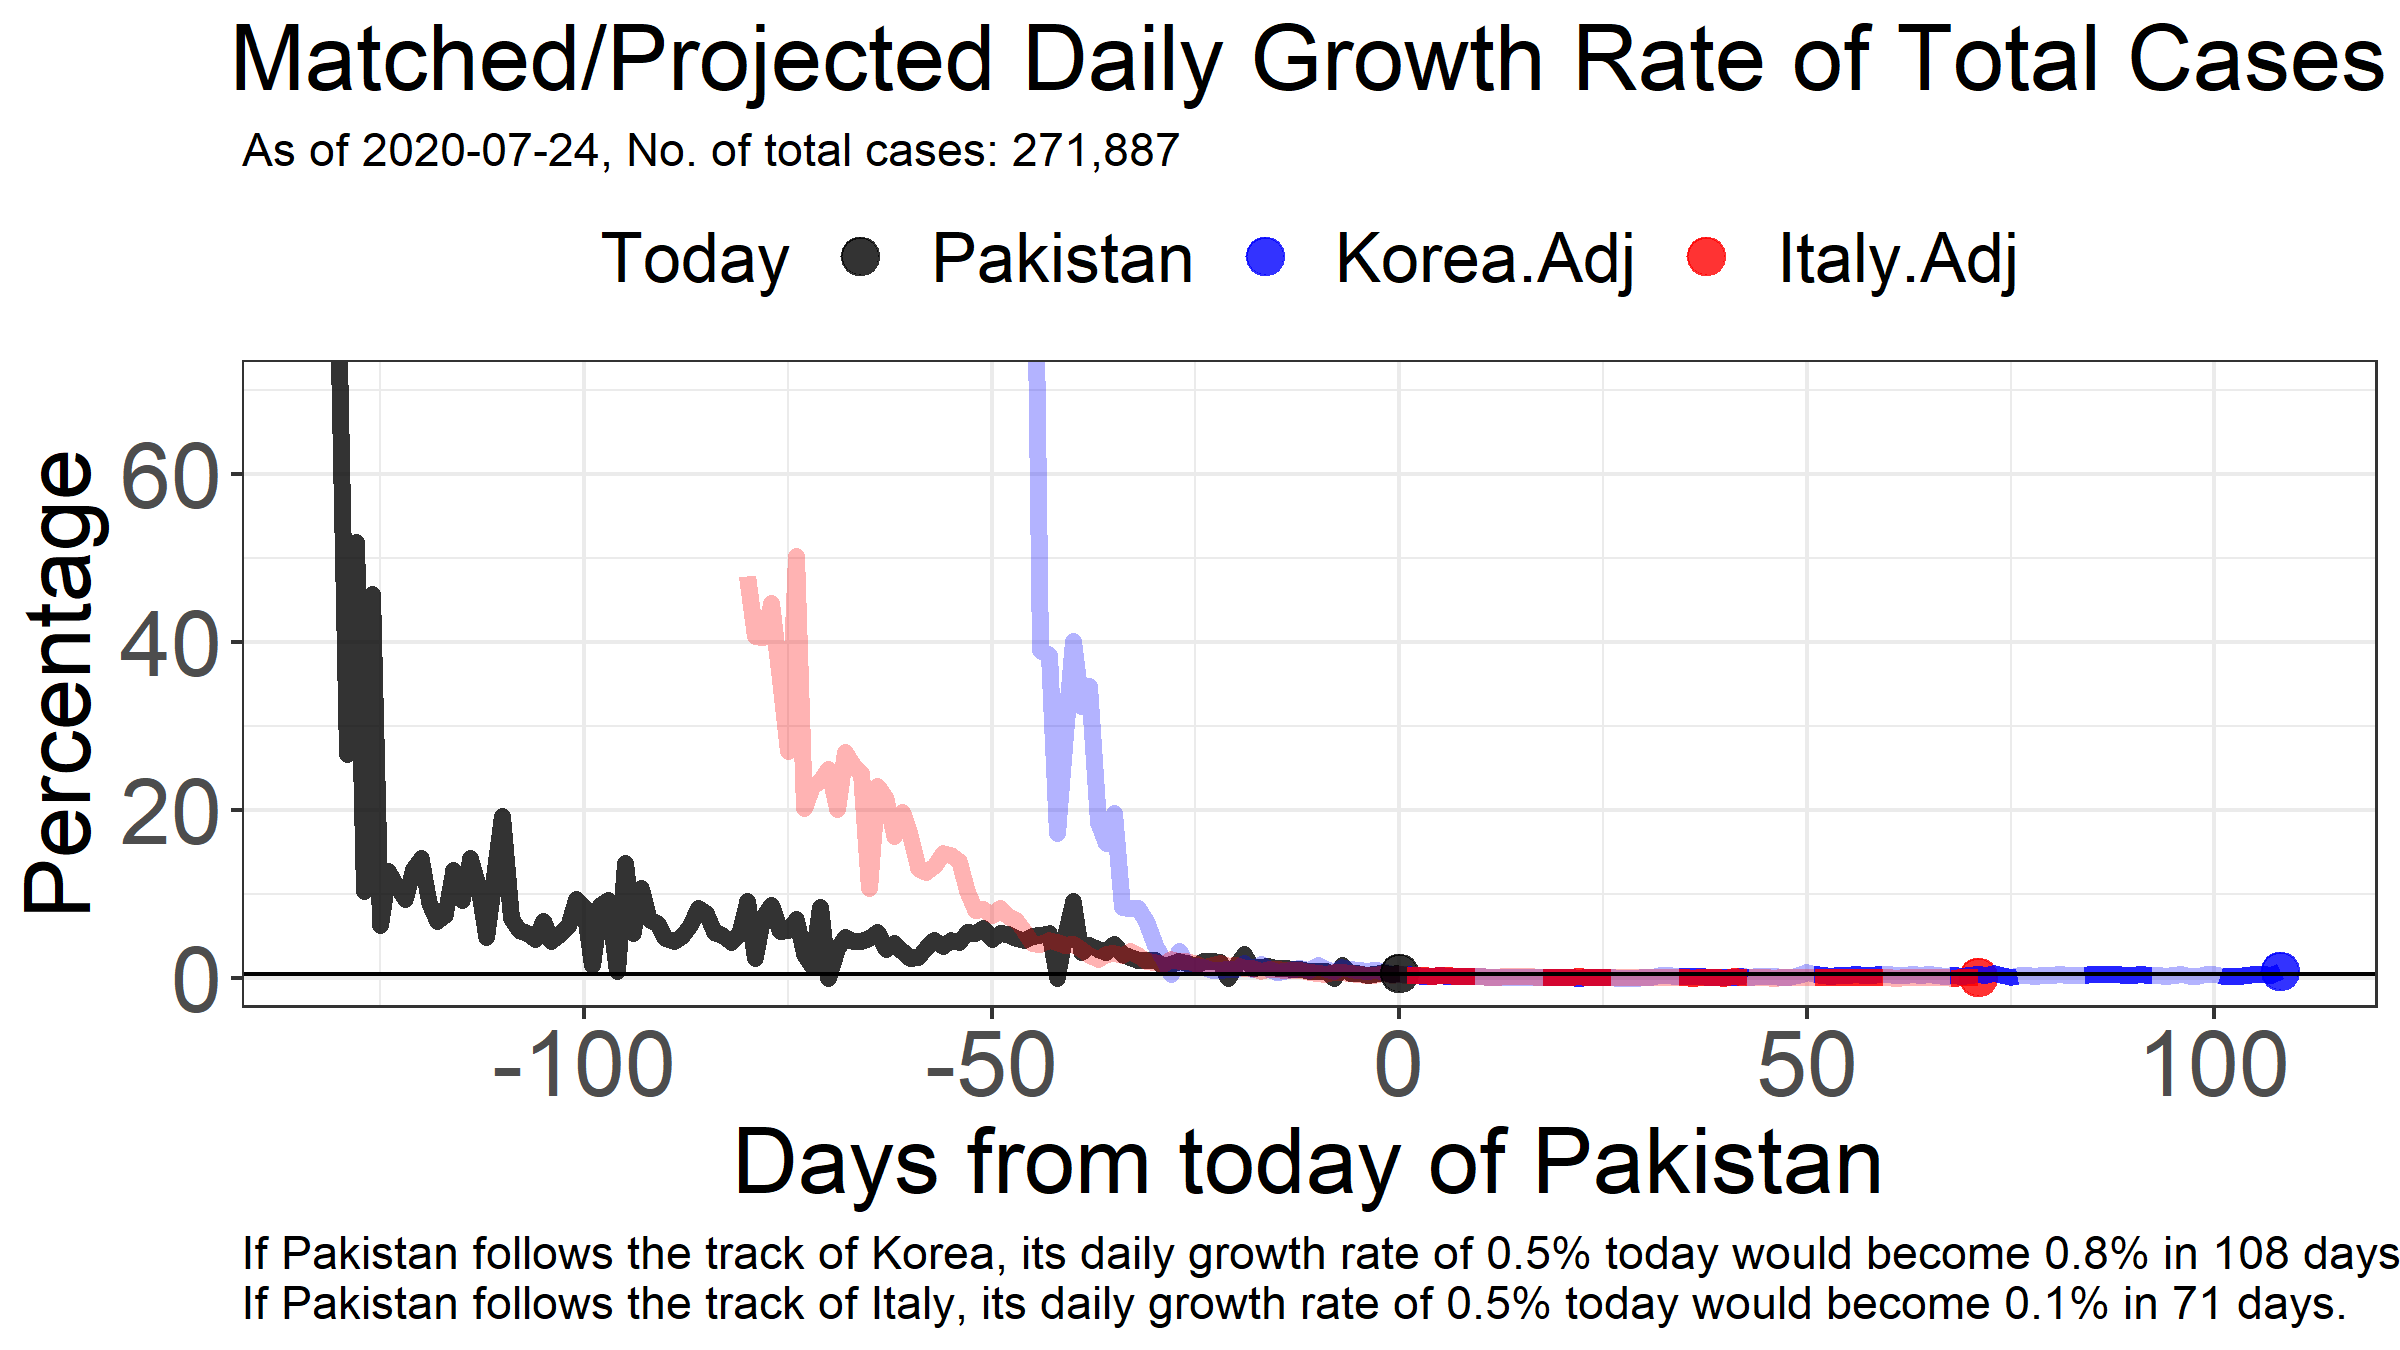 Matched/Projected Daily Growth Rate of Total Cases
As of 2020-07-24, No. of total cases: 271,887
Today Pakistan Korea.Adj Italy.Adj
Percentage
60
40
20
0
-100 -50 0 50 100
Days from today of Pakistan
If Pakistan follows the track of Korea, its daily growth rate of 0.5% today would become 0.8% in 108 days
If Pakistan follows the track of Italy, its daily growth rate of 0.5% today would become 0.1% in 71 days.